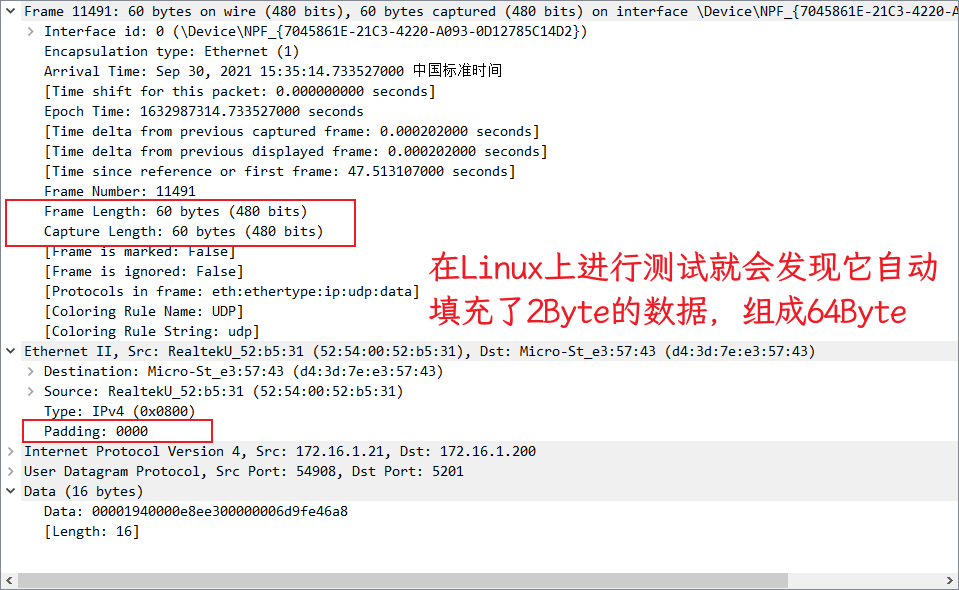 Frame 11491: 60 bytes on wire (480 bits), 60 bytes captured (480 bits) on interface \Device\NPF_{7045861E-21C3-4220-A
Interface id: 0 (\Device\NPF_{7045861E-21C3-4220-A093-0D12785C14D2})
Encapsulation type: Ethernet (1)
Arrival Time: Sep 30, 2021 15:35:14.733527000 中国标准时间
[Time shift for this packet: 0.000000000 seconds]
Epoch Time: 1632987314.733527000 seconds
[Time delta from previous captured frame: 0.000202000 seconds]
[Time delta from previous displayed frame: 0.000202000 seconds]
[Time since reference or first frame: 47.513107000 seconds]
Frame Number: 11491
Frame Length: 60 bytes (480 bits)
Capture Length: 60 bytes (480 bits)
[Frame is marked: False]
[Frame is ignored: False]
[Protocols in frame: eth:ethertype:ip:udp:data]
[Coloring Rule Name: UDP]
[Coloring Rule String: udp]
在Linux上进行测试就会发现它自动
填充了2Byte的数据，组成64Byte
Ethernet II, Src: RealtekU_52:b5:31 (52:54:00:52:b5:31), Dst: Micro-St_e3:57:43 (d4:3d:7e:e3:57:43)
Destination: Micro-St_e3:57:43 (d4:3d:7e:e3:57:43)
Source: RealtekU_52:b5:31 (52:54:00:52:b5:31)
Type: IPv4 (0x0800)
Padding: 0000
Internet Protocol Version 4, Src: 172.16.1.21, Dst: 172.16.1.200
User Datagram Protocol, Src Port: 54908, Dst Port: 5201
Data (16 bytes)
Data: 00001940000e8ee300000006d9fe46a8
[Length: 16]